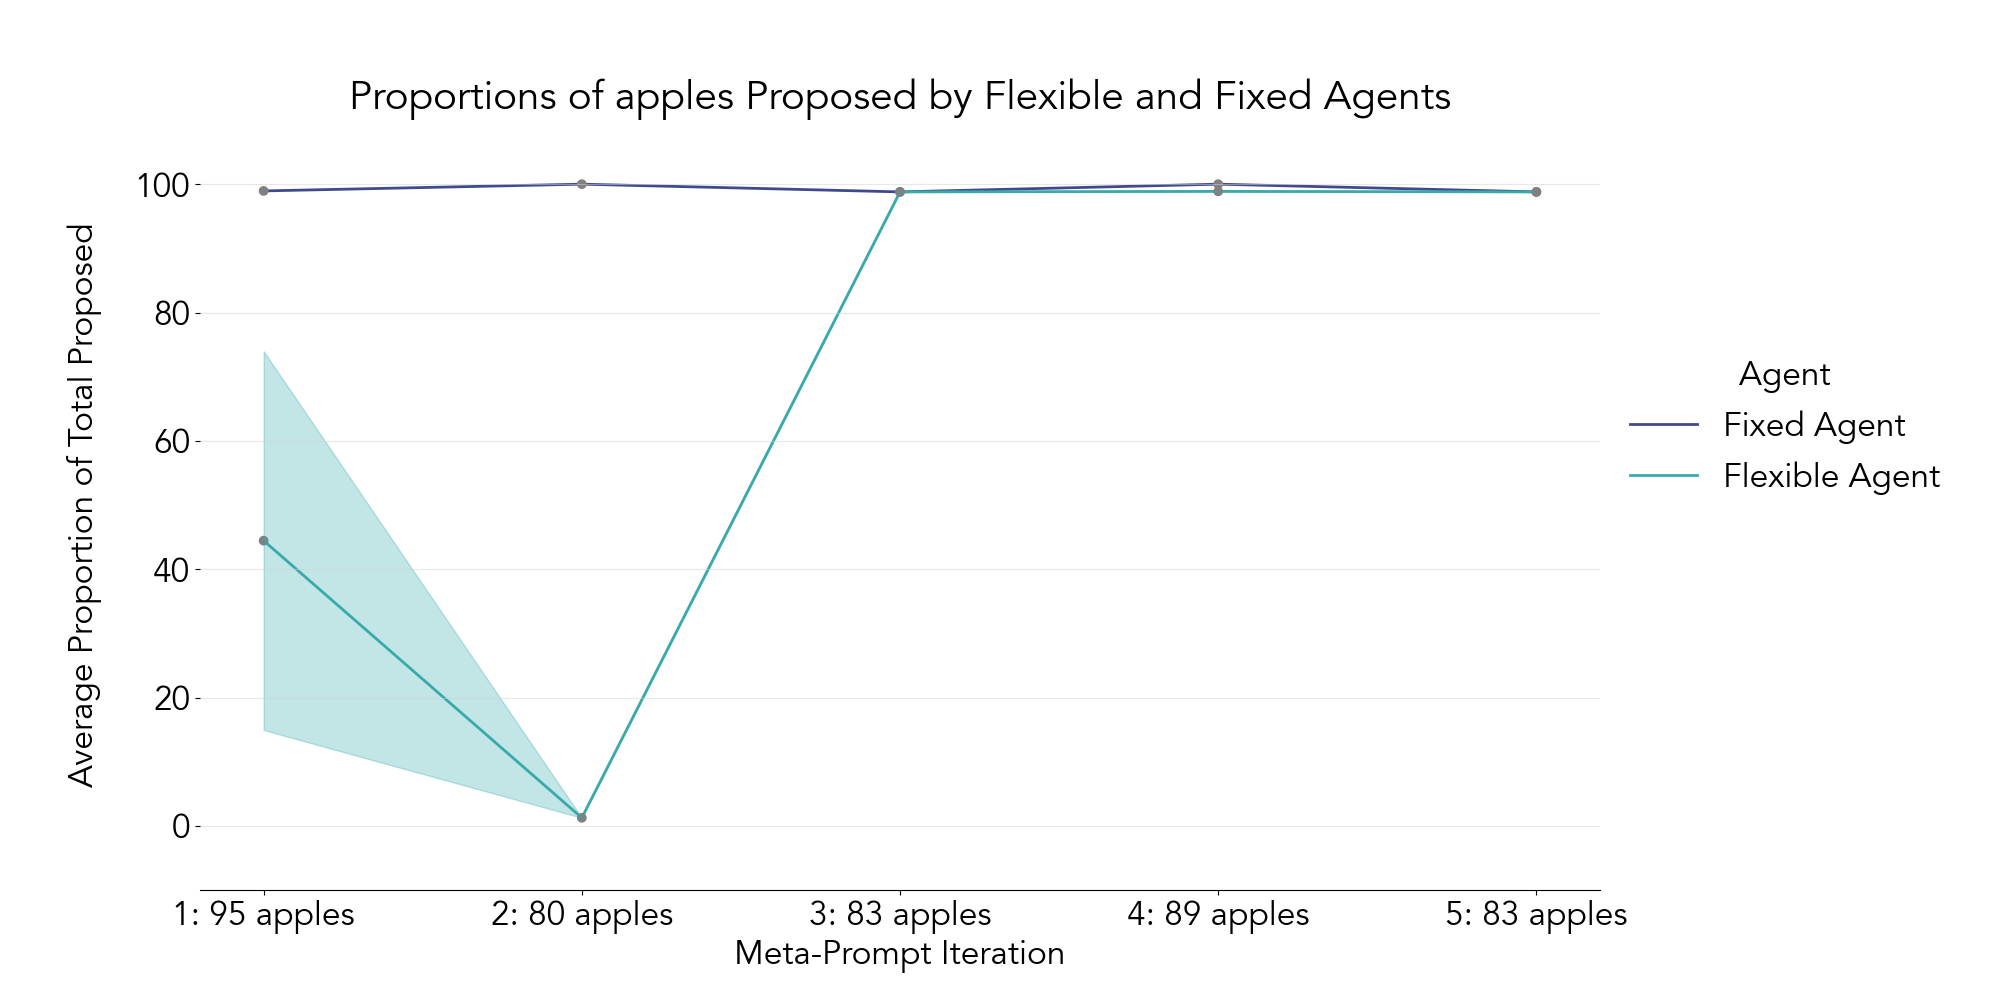 Proportions of apples Proposed by Flexible and Fixed Agents
Average Proportion of Total Proposed
100
80
60
40
20
0
1: 95 apples
2: 80 apples
3: 83 apples
4: 89 apples
5: 83 apples
Meta-Prompt Iteration
Agent
Fixed Agent
Flexible Agent